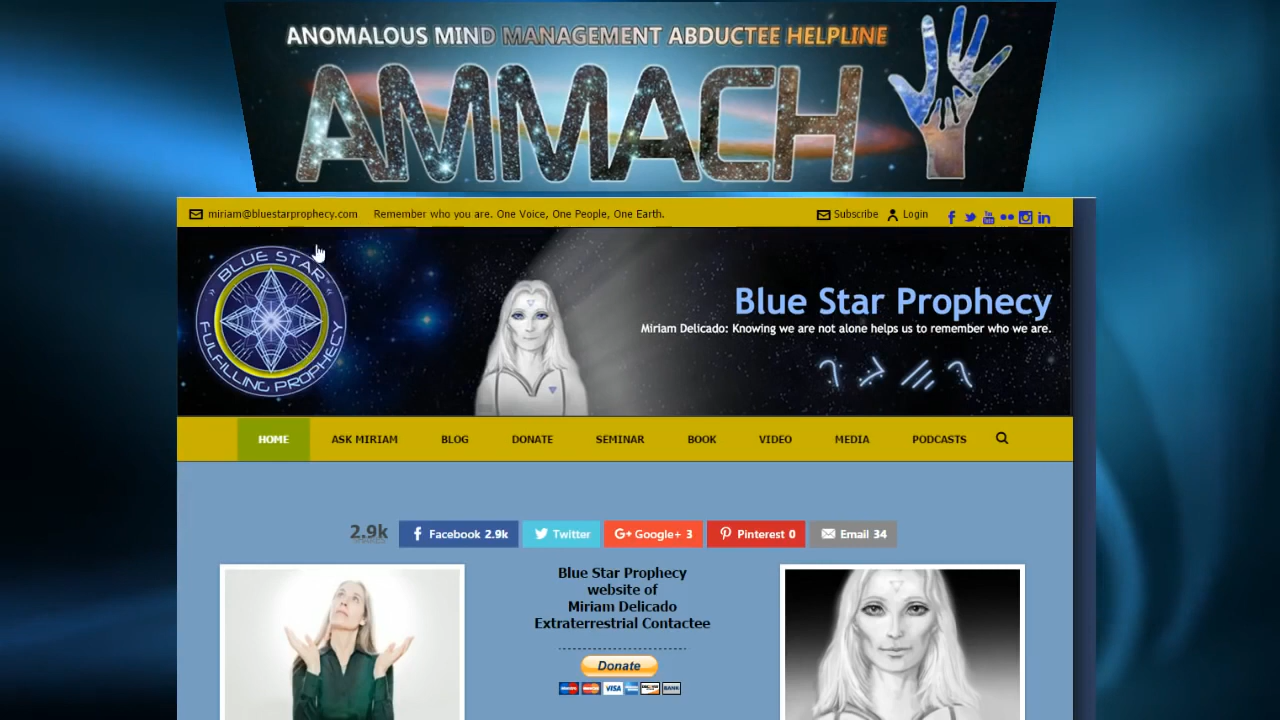 ANOMALOUS MIND MANAGEMENT ABDUCTEE HELPLINE
AMMACH
miriam@bluestarprophecy.com Remember who you are. One Voice, One People, One Earth. Subscribe Login
BLUE STAR
FULFILLING PROPHECY
Blue Star Prophecy
Miriam Delicado: Knowing we are not alone helps us to remember who we are.
HOME ASK MIRIAM BLOG DONATE SEMINAR BOOK VIDEO MEDIA PODCASTS
2.9k Facebook 2.9k Twitter Google+ 3 Pinterest 0 Email 34
Blue Star Prophecy
website of
Miriam Delicado
Extraterrestrial Contactee
Donate
VISA